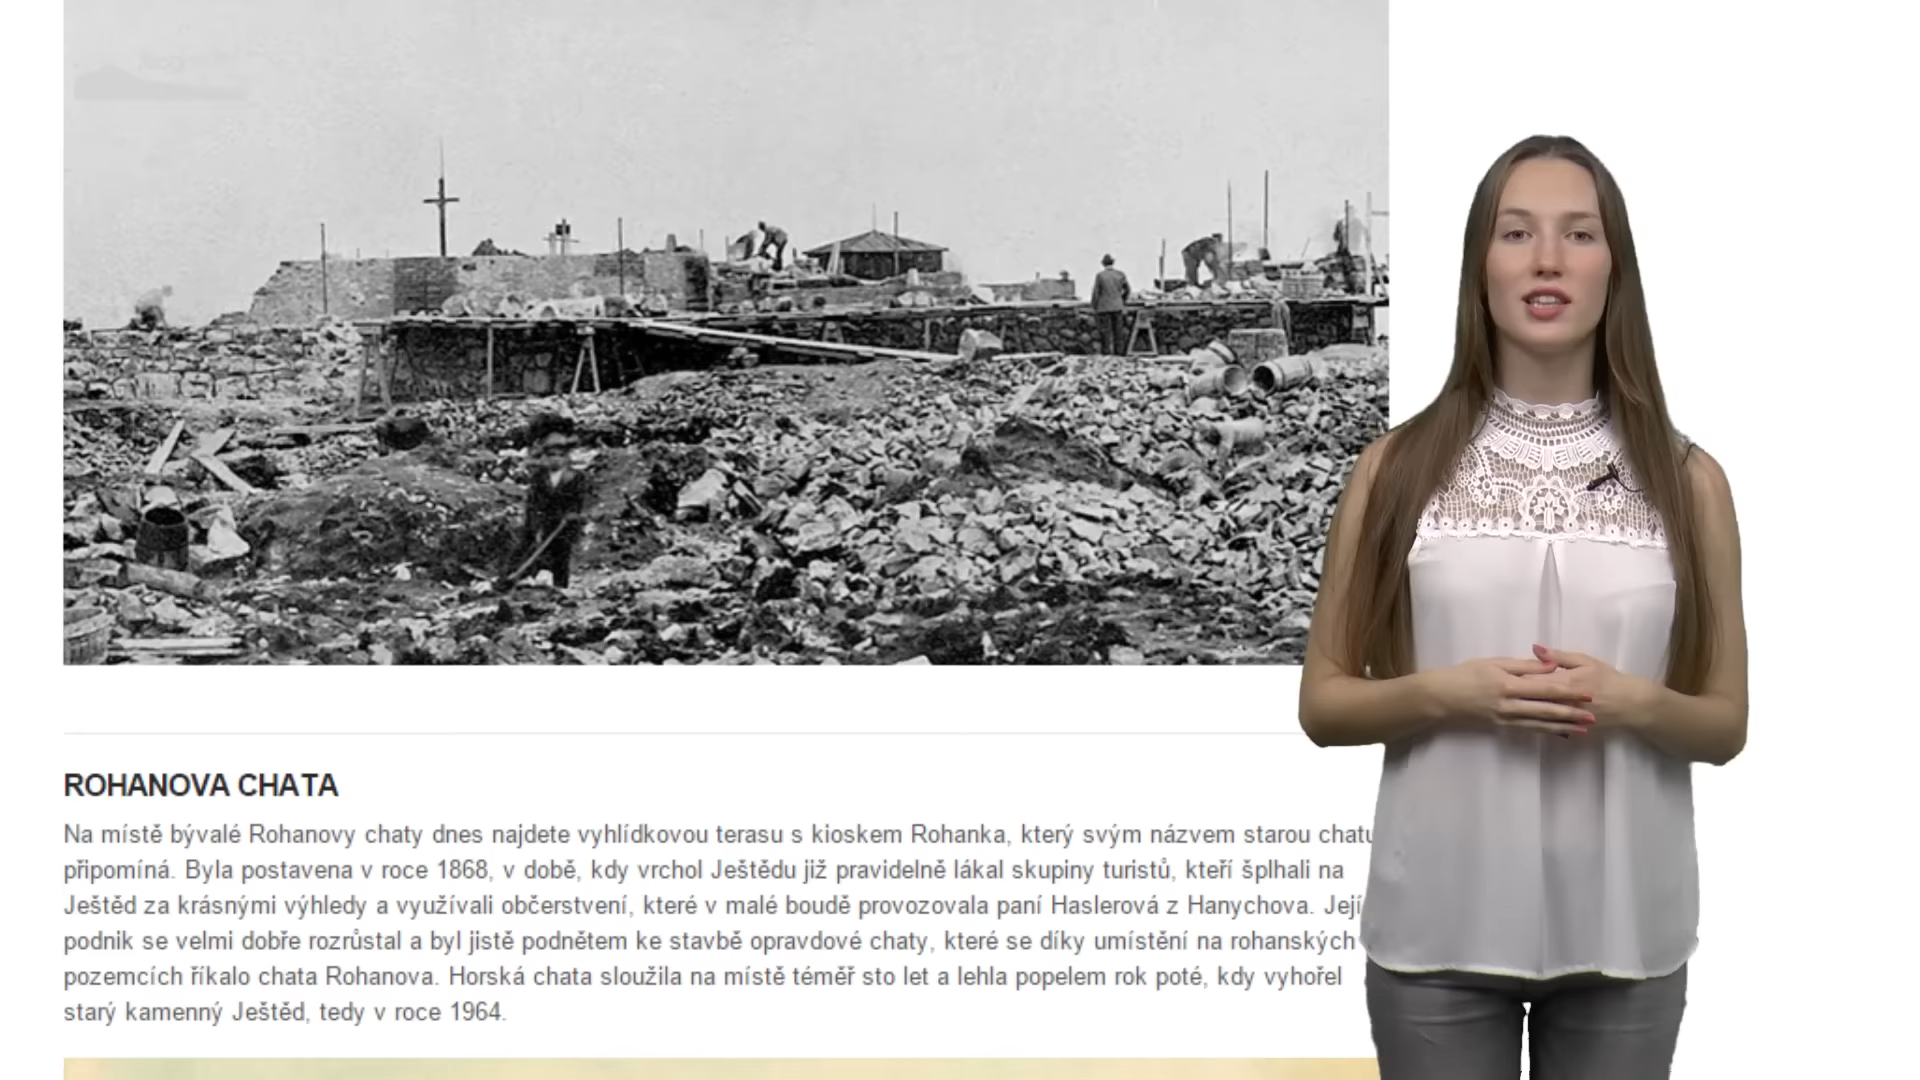 ROHANOVA CHATA
Na místě bývalé Rohanovy chaty dnes najdete vyhlídkovou terasu s kioskem Rohanka, který svým názvem starou chatu
připomíná. Byla postavena v roce 1868, v době, kdy vrchol Ještědu již pravidelně lákal skupiny turistů, kteří šplhali na
Ještěd za krásnými výhledy a využívali občerstvení, které v malé boudě provozovala paní Haslerová z Hanychova. Její
podnik se velmi dobře rozrůstal a byl jistě podnětem ke stavbě opravdové chaty, které se díky umístění na rohanských
pozemcích říkalo chata Rohanova. Horská chata sloužila na místě téměř sto let a lehla popelem rok poté, kdy vyhořel
starý kamenný Ještěd, tedy v roce 1964.